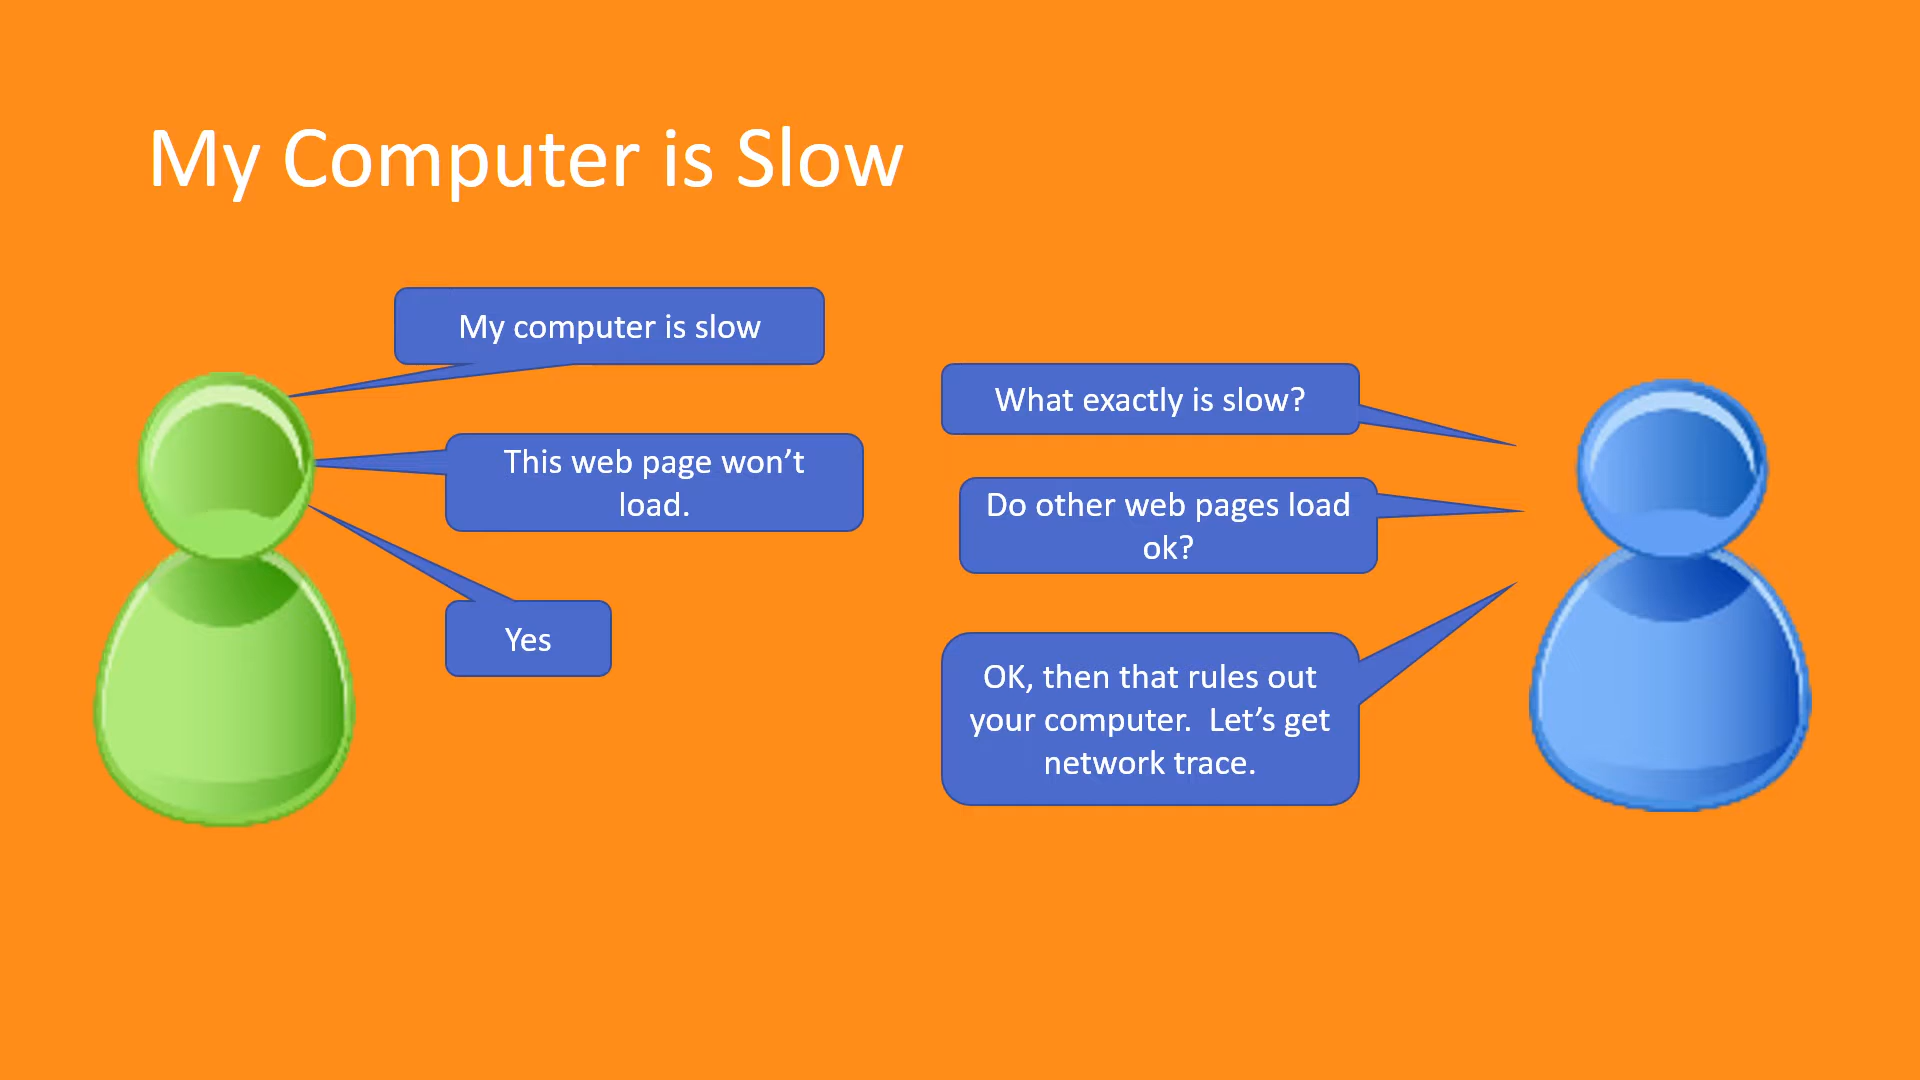 My Computer is Slow
My computer is slow
What exactly is slow?
This web page won’t
load.
Do other web pages load
ok?
Yes
OK, then that rules out
your computer.  Let’s get
network trace.